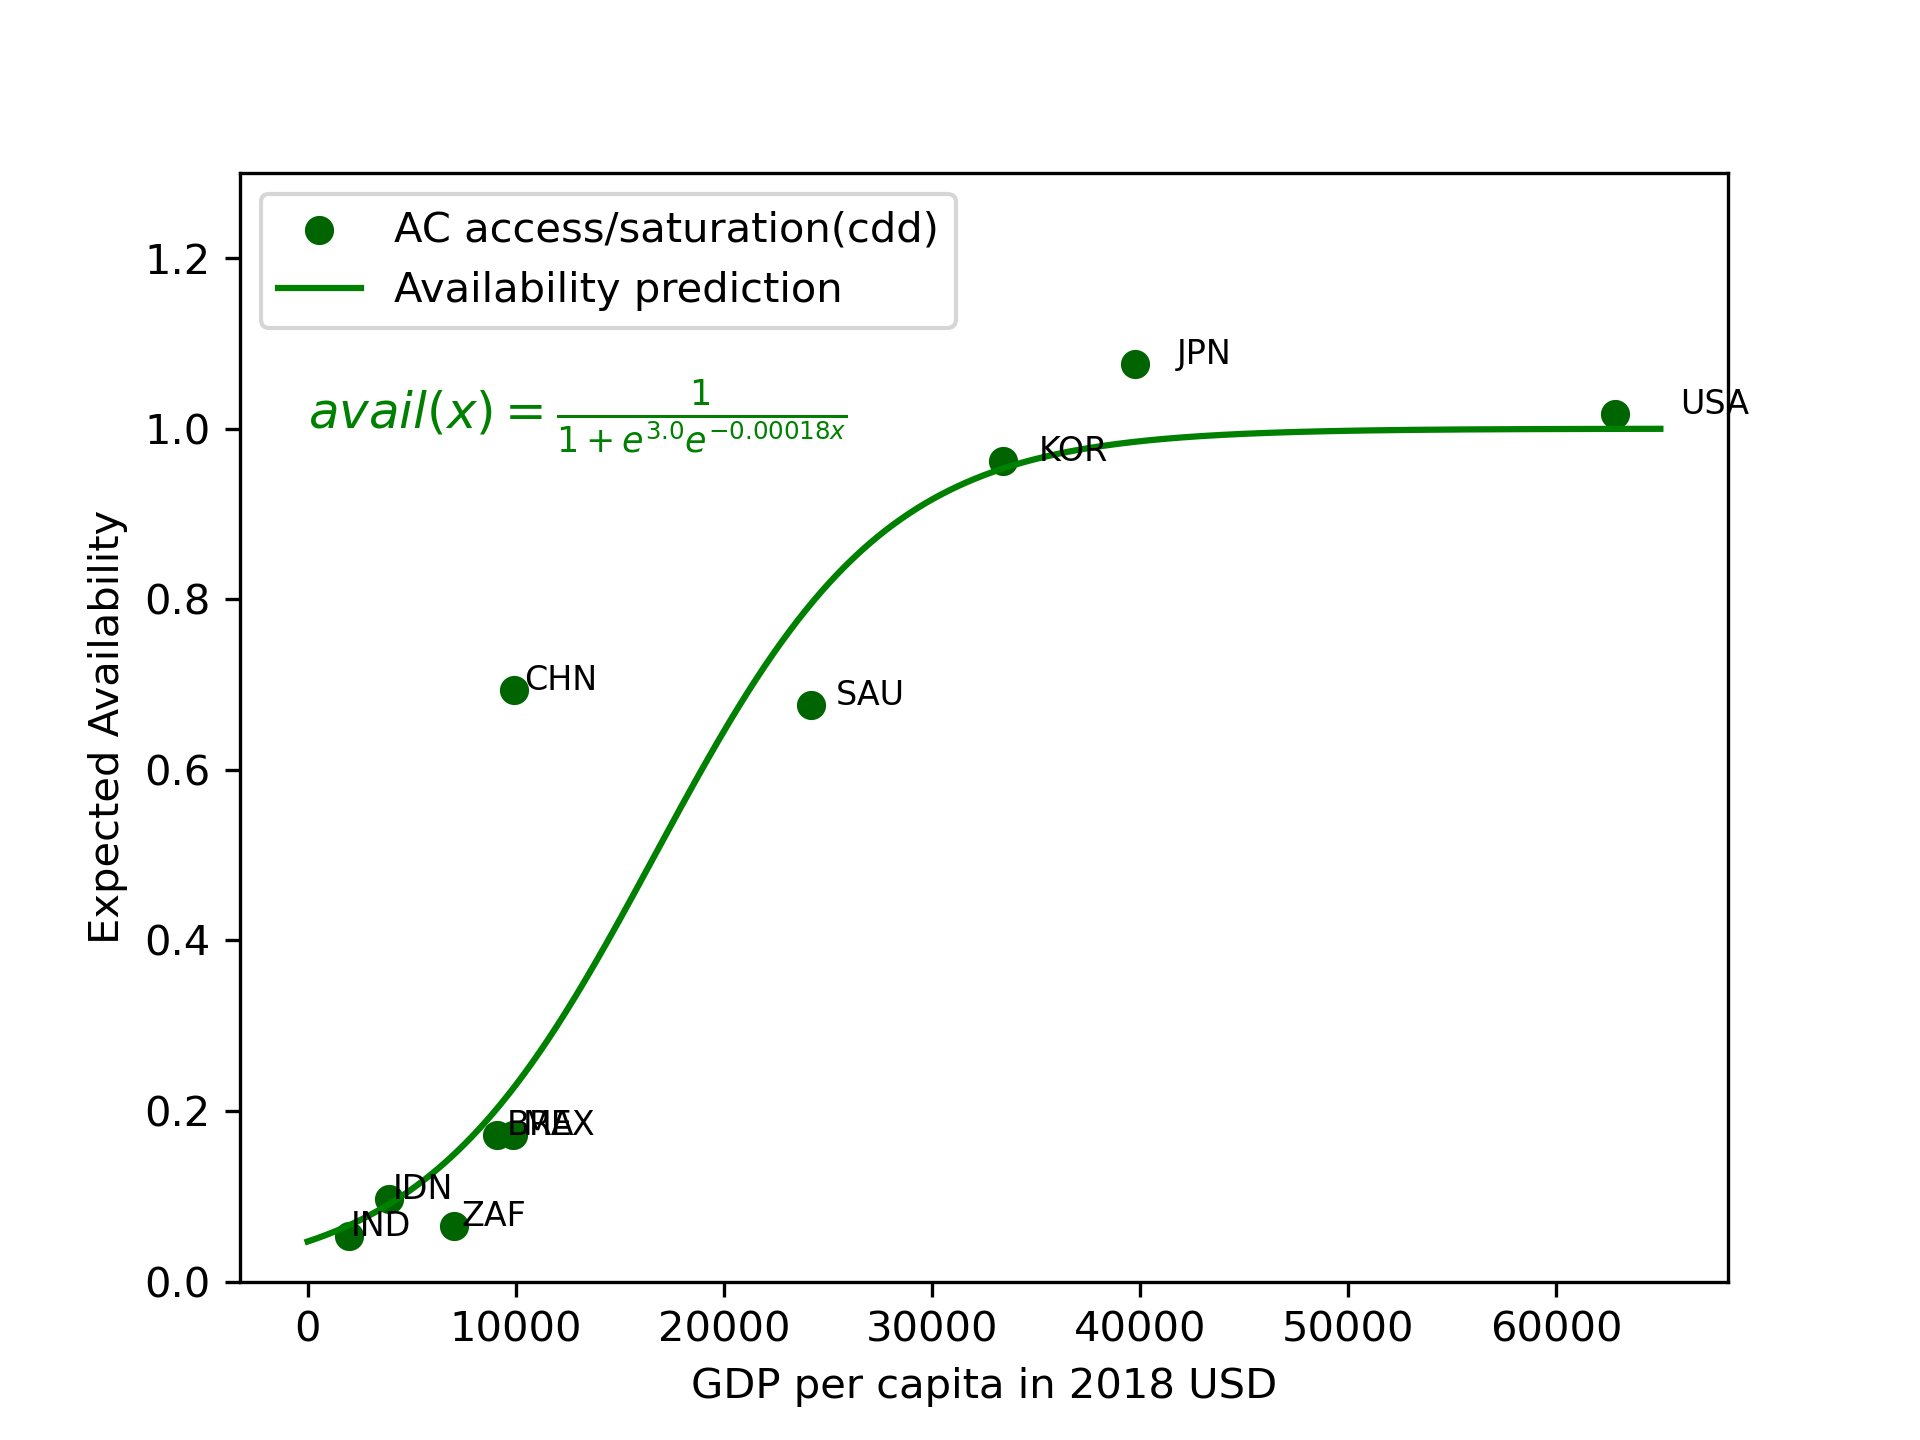 AC access/saturation(cdd)
Availability prediction
avail(x) = 1 / (1 + e^{3.0}e^{−0.00018x})
JPN
USA
KOR
CHN
SAU
BRA
MEX
IDN
IND
ZAF
1.2
1.0
0.8
0.6
0.4
0.2
0.0
Expected Availability
0
10000
20000
30000
40000
50000
60000
GDP per capita in 2018 USD